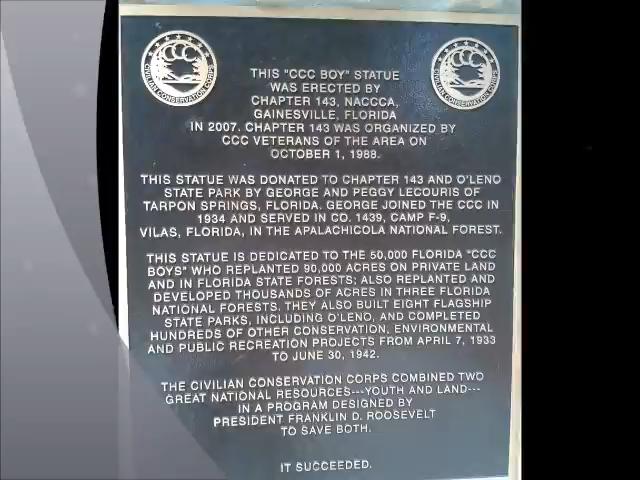 CIVILIAN CONSERVATION CORPS
CIVILIAN CONSERVATION CORPS
THIS "CCC BOY" STATUE
WAS ERECTED BY
CHAPTER 143, NACCCA,
GAINESVILLE, FLORIDA
IN 2007. CHAPTER 143 WAS ORGANIZED BY
CCC VETERANS OF THE AREA ON
OCTOBER 1, 1988.
THIS STATUE WAS DONATED TO CHAPTER 143 AND O'LENO
STATE PARK BY GEORGE AND PEGGY LECOURIS OF
TARPON SPRINGS, FLORIDA. GEORGE JOINED THE CCC IN
1934 AND SERVED IN CO. 1439, CAMP F-9,
VILAS, FLORIDA, IN THE APALACHICOLA NATIONAL FOREST.
THIS STATUE IS DEDICATED TO THE 50,000 FLORIDA "CCC
BOYS" WHO REPLANTED 90,000 ACRES ON PRIVATE LAND
AND IN FLORIDA STATE FORESTS; ALSO REPLANTED AND
DEVELOPED THOUSANDS OF ACRES IN THREE FLORIDA
NATIONAL FORESTS. THEY ALSO BUILT EIGHT FLAGSHIP
STATE PARKS, INCLUDING O'LENO, AND COMPLETED
HUNDREDS OF OTHER CONSERVATION, ENVIRONMENTAL
AND PUBLIC RECREATION PROJECTS FROM APRIL 7, 1933
TO JUNE 30, 1942.
THE CIVILIAN CONSERVATION CORPS COMBINED TWO
GREAT NATIONAL RESOURCES---YOUTH AND LAND---
IN A PROGRAM DESIGNED BY
PRESIDENT FRANKLIN D. ROOSEVELT
TO SAVE BOTH.
IT SUCCEEDED.